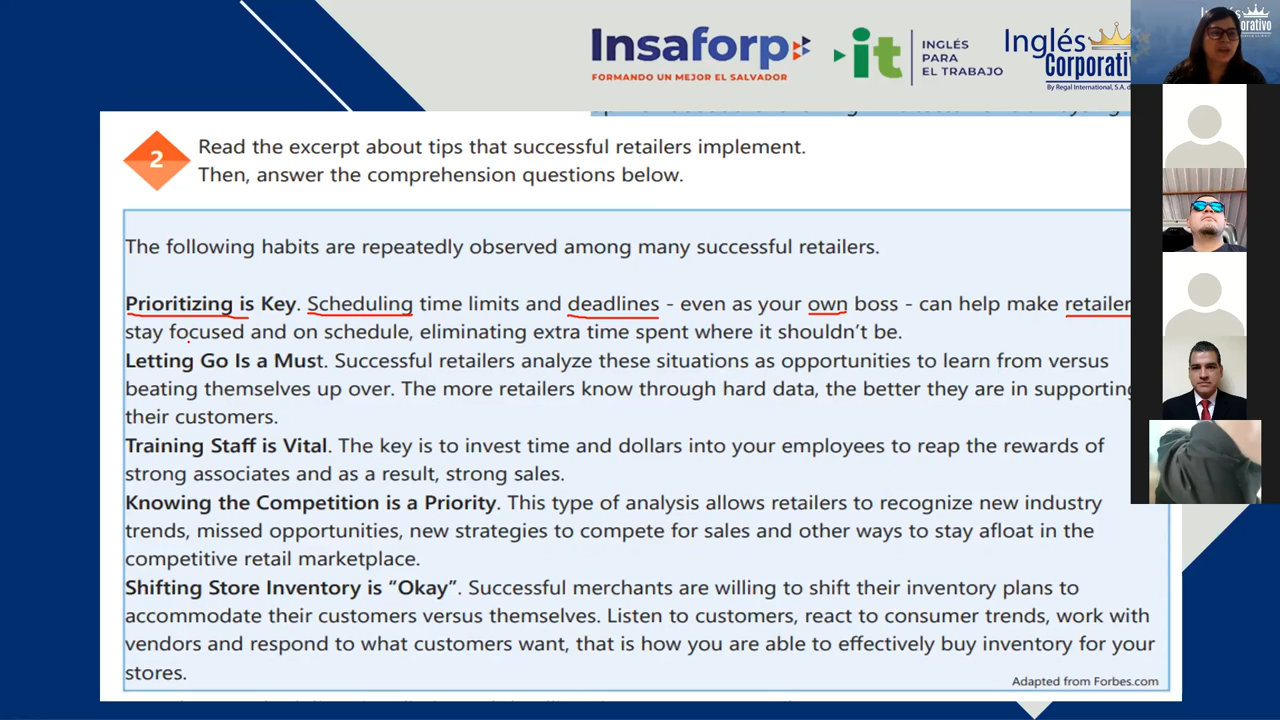 Insaforp
FORMANDO UN MEJOR EL SALVADOR
it
INGLÉS
PARA
EL TRABAJO
Inglés
Corporativ
By Regal International, S.A. d
2
Read the excerpt about tips that successful retailers implement.
Then, answer the comprehension questions below.
The following habits are repeatedly observed among many successful retailers.
Prioritizing is Key. Scheduling time limits and deadlines - even as your own boss - can help make retailer
stay focused and on schedule, eliminating extra time spent where it shouldn't be.
Letting Go Is a Must. Successful retailers analyze these situations as opportunities to learn from versus
beating themselves up over. The more retailers know through hard data, the better they are in supporting
their customers.
Training Staff is Vital. The key is to invest time and dollars into your employees to reap the rewards of
strong associates and as a result, strong sales.
Knowing the Competition is a Priority. This type of analysis allows retailers to recognize new industry
trends, missed opportunities, new strategies to compete for sales and other ways to stay afloat in the
competitive retail marketplace.
Shifting Store Inventory is “Okay”. Successful merchants are willing to shift their inventory plans to
accommodate their customers versus themselves. Listen to customers, react to consumer trends, work with
vendors and respond to what customers want, that is how you are able to effectively buy inventory for your
stores.
Adapted from Forbes.com